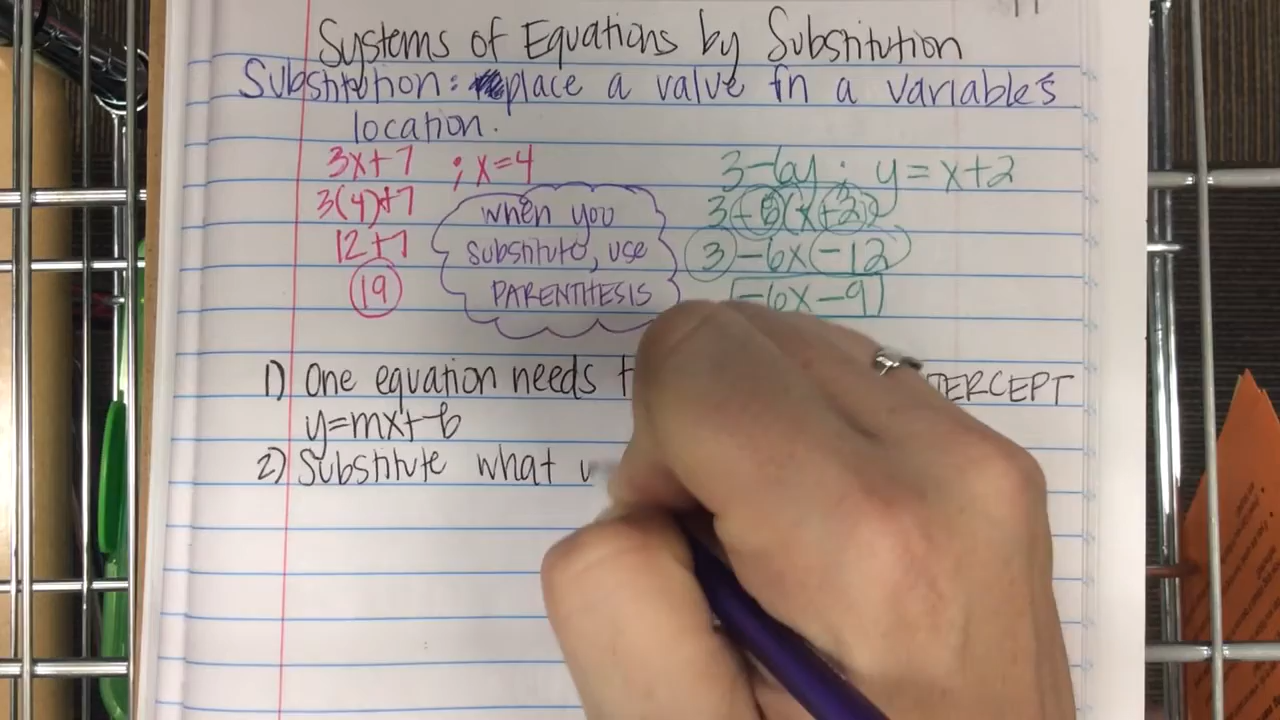 Systems of Equations by Substitution
Substitution: place a value in a variable's
location.
3x+7 ; x=4
3(4)+7
12+7
19
when you
substitute, use
PARENTHESIS
3-6y ; y=x+2
3-6(x+2)
3-6x-12
-6x-9
1) One equation needs
y=mx+b
2) Substitute what